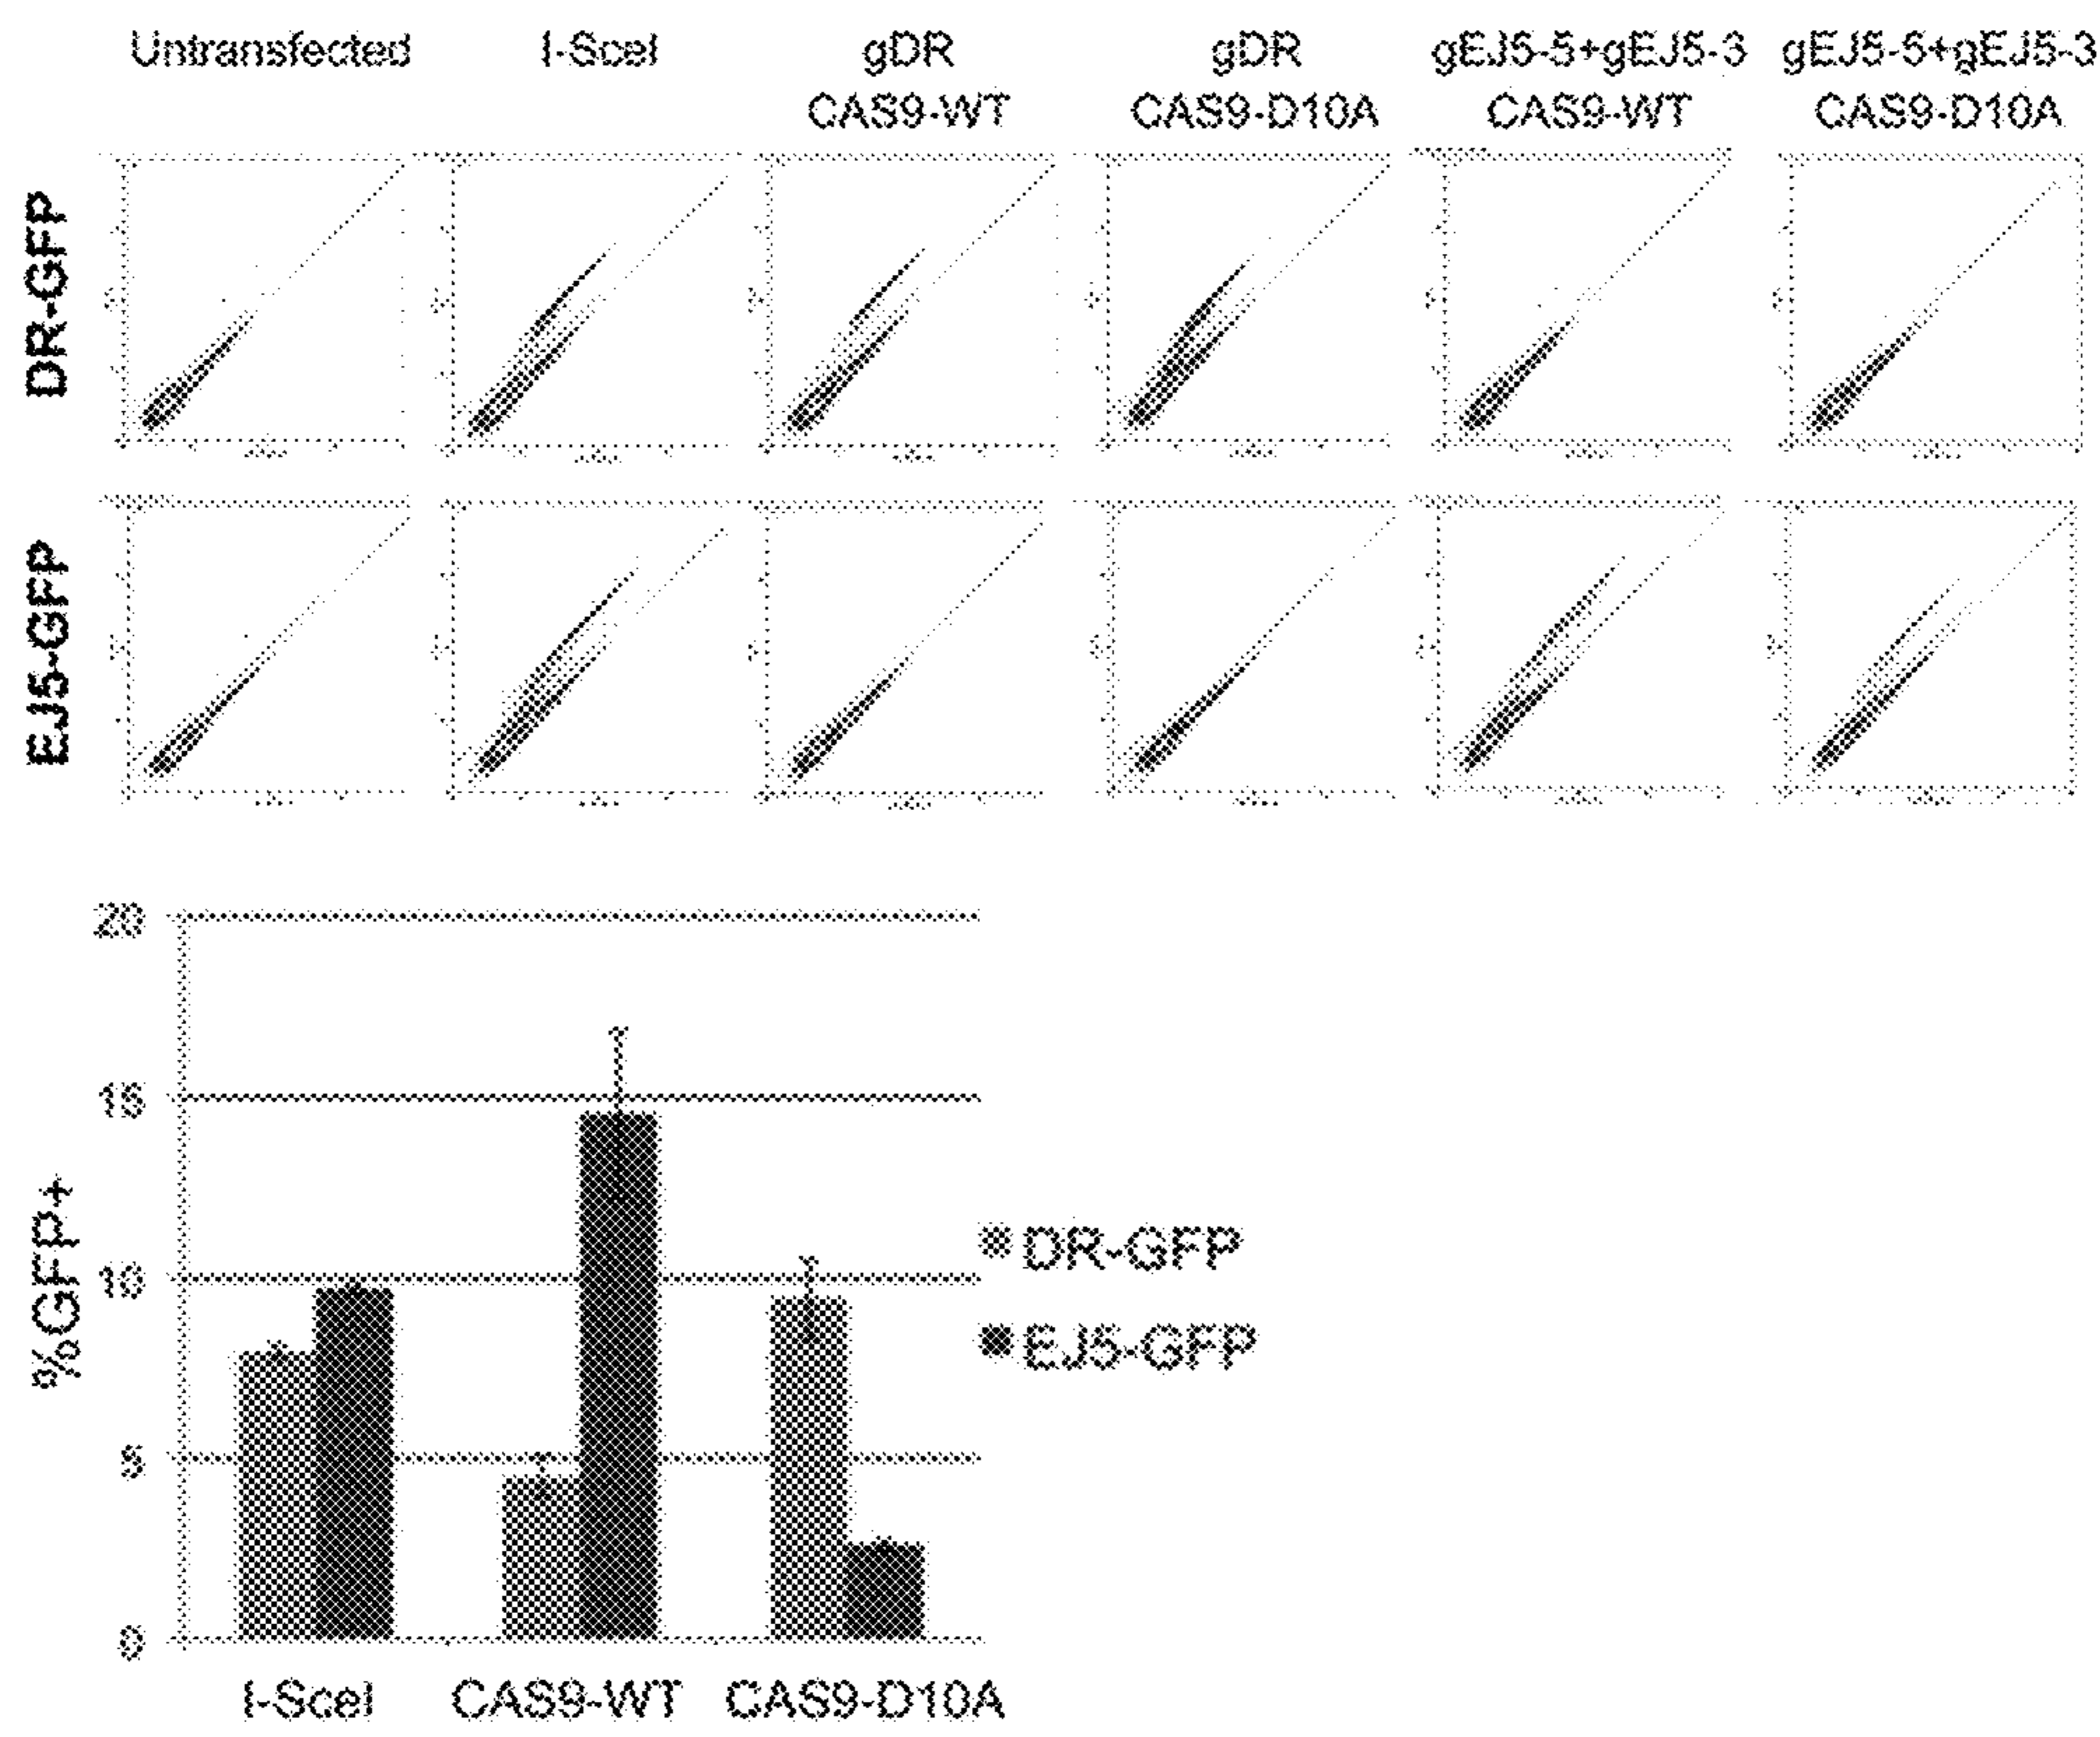 Untransfected
I-SceI
gDR
CAS9-WT
gDR
CAS9-D10A
gEJ5-5+gEJ5-3
CAS9-WT
gEJ5-5+gEJ5-3
CAS9-D10A
DR-GFP
EJ5-GFP
%GFP+
20
15
10
5
0
DR-GFP
EJ5-GFP
I-SceI
CAS9-WT
CAS9-D10A